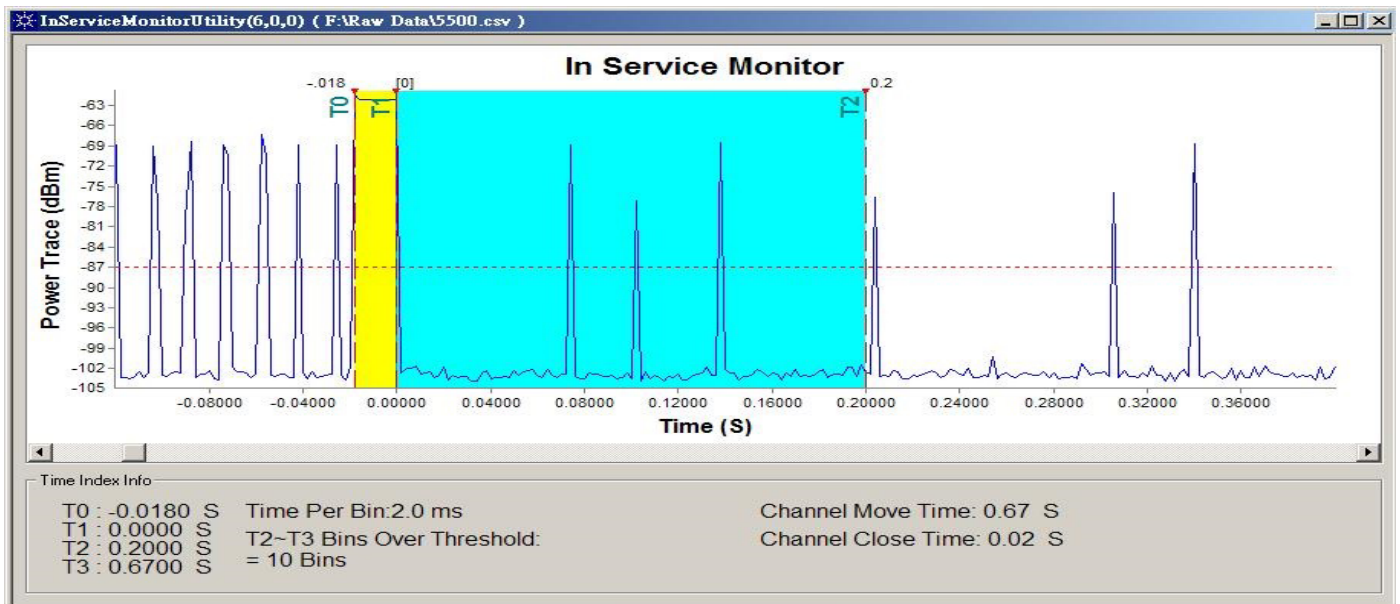 InServiceMonitorUtility(6,0,0) ( F:\Raw Data\5500.csv )
In Service Monitor
-.018 [0] 0.2
T0 T1 T2
Power Trace (dBm)
-63
-66
-69
-72
-75
-78
-81
-84
-87
-90
-93
-96
-99
-102
-105
-0.08000 -0.04000 0.00000 0.04000 0.08000 0.12000 0.16000 0.20000 0.24000 0.28000 0.32000 0.36000
Time (S)
Time Index Info
T0 : -0.0180 S
T1 : 0.0000 S
T2 : 0.2000 S
T3 : 0.6700 S
Time Per Bin:2.0 ms
T2~T3 Bins Over Threshold:
= 10 Bins
Channel Move Time: 0.67 S
Channel Close Time: 0.02 S